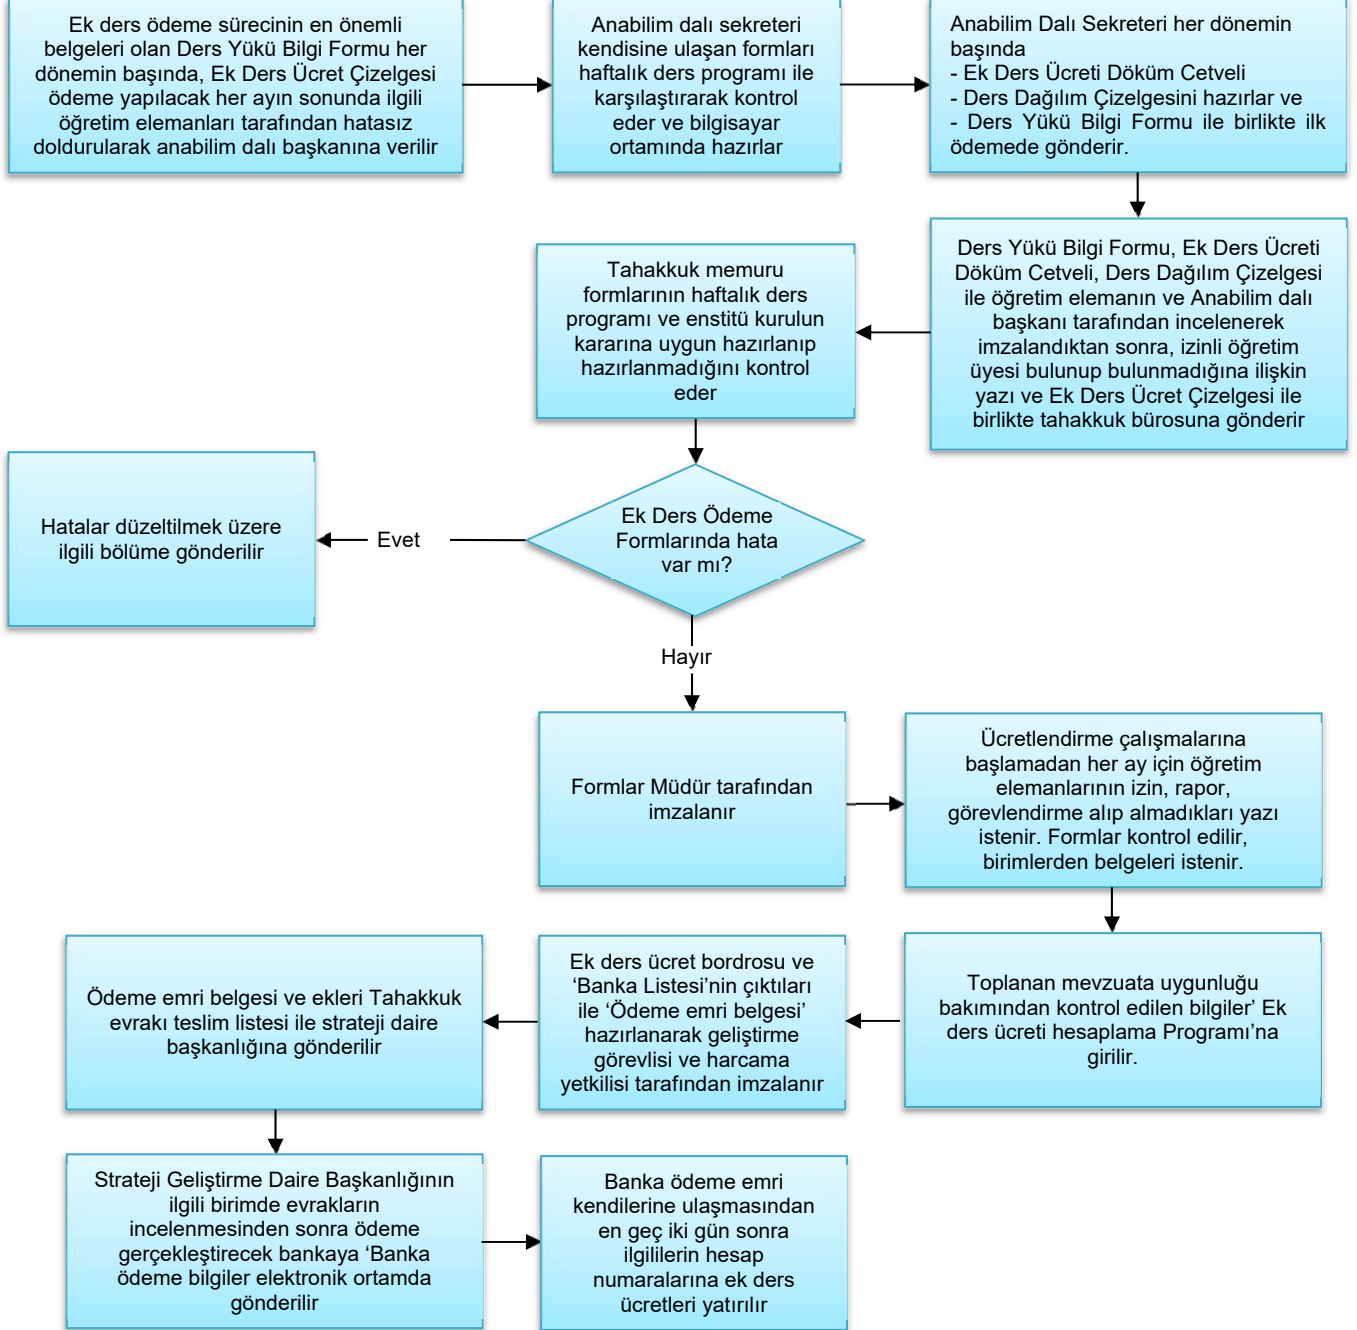 Ek ders ödeme sürecinin en önemli
belgeleri olan Ders Yükü Bilgi Formu her
dönemin başında, Ek Ders Ücret Çizelgesi
ödeme yapılacak her ayın sonunda ilgili
öğretim elemanları tarafından hatasız
doldurularak anabilim dalı başkanına verilir
Anabilim dalı sekreteri
kendisine ulaşan formları
haftalık ders programı ile
karşılaştırarak kontrol
eder ve bilgisayar
ortamında hazırlar
Anabilim Dalı Sekreteri her dönemin
başında
- Ek Ders Ücreti Döküm Cetveli
- Ders Dağılım Çizelgesini hazırlar ve
- Ders Yükü Bilgi Formu ile birlikte ilk
ödemede gönderir.
Ders Yükü Bilgi Formu, Ek Ders Ücreti
Döküm Cetveli, Ders Dağılım Çizelgesi
ile öğretim elemanın ve Anabilim dalı
başkanı tarafından incelenerek
imzalandıktan sonra, izinli öğretim
üyesi bulunup bulunmadığına ilişkin
yazı ve Ek Ders Ücret Çizelgesi ile
birlikte tahakkuk bürosuna gönderir
Tahakkuk memuru
formlarının haftalık ders
programı ve enstitü kurulun
kararına uygun hazırlanıp
hazırlanmadığını kontrol
eder
Ek Ders Ödeme
Formlarında hata
var mı?
Evet
Hatalar düzeltilmek üzere
ilgili bölüme gönderilir
Hayır
Formlar Müdür tarafından
imzalanır
Ücretlendirme çalışmalarına
başlamadan her ay için öğretim
elemanlarının izin, rapor,
görevlendirme alıp almadıkları yazı
istenir. Formlar kontrol edilir,
birimlerden belgeleri istenir.
Toplanan mevzuata uygunluğu
bakımından kontrol edilen bilgiler’ Ek
ders ücreti hesaplama Programı’na
girilir.
Ek ders ücret bordrosu ve
‘Banka Listesi’nin çıktıları
ile ‘Ödeme emri belgesi’
hazırlanarak geliştirme
görevlisi ve harcama
yetkilisi tarafından imzalanır
Ödeme emri belgesi ve ekleri Tahakkuk
evrakı teslim listesi ile strateji daire
başkanlığına gönderilir
Strateji Geliştirme Daire Başkanlığının
ilgili birimde evrakların
incelenmesinden sonra ödeme
gerçekleştirecek bankaya ‘Banka
ödeme bilgiler elektronik ortamda
gönderilir
Banka ödeme emri
kendilerine ulaşmasından
en geç iki gün sonra
ilgililerin hesap
numaralarına ek ders
ücretleri yatırılır